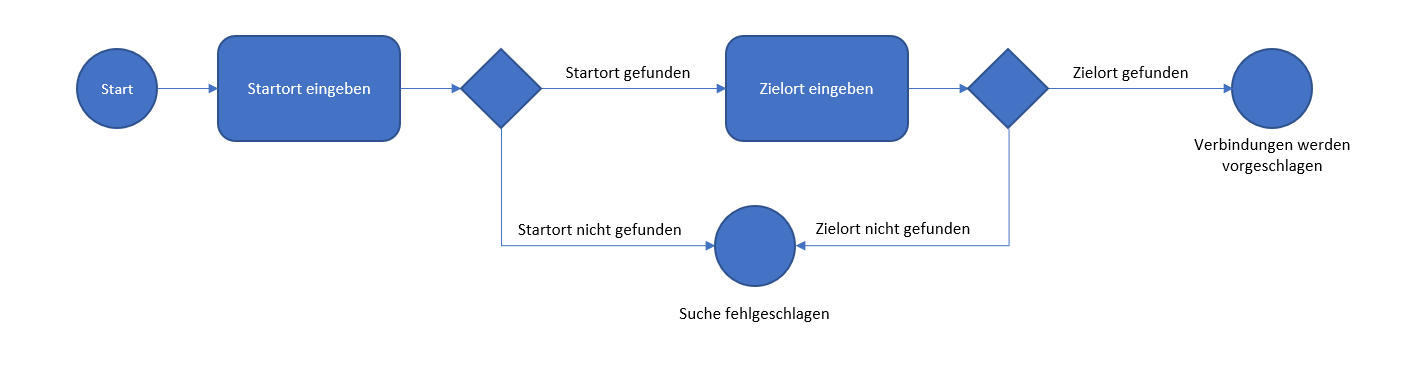 Start
Startort eingeben
Startort gefunden
Zielort eingeben
Zielort gefunden
Verbindungen werden
vorgeschlagen
Startort nicht gefunden
Zielort nicht gefunden
Suche fehlgeschlagen